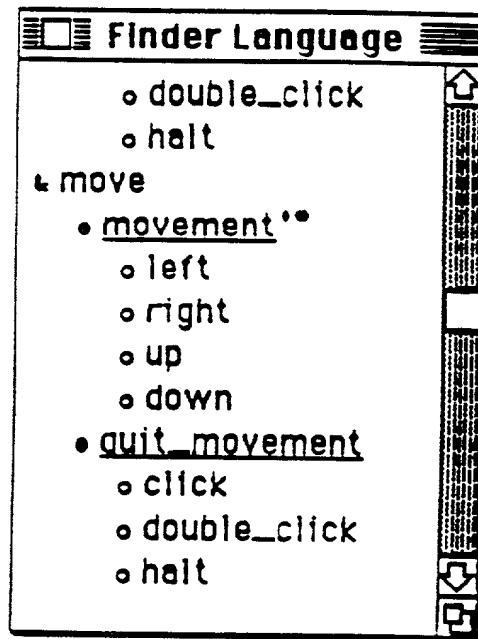 Finder Language
double_click
halt
move
movement'"
left
right
up
down
quit_movement
click
double_click
halt